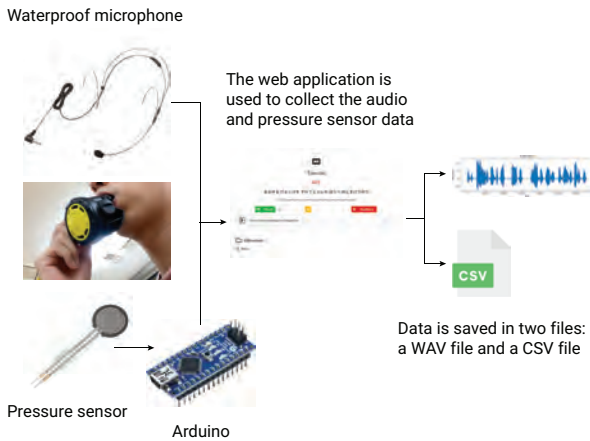 Waterproof microphone
The web application is
used to collect the audio
and pressure sensor data
CSV
Data is saved in two files:
a WAV file and a CSV file
Pressure sensor
Arduino